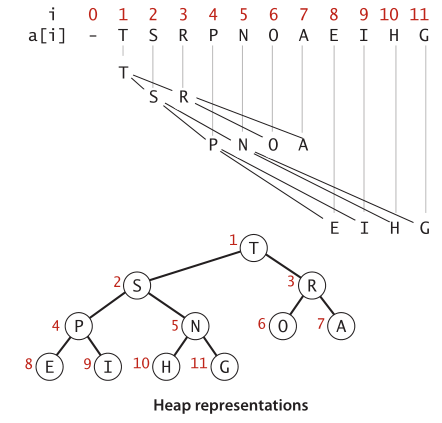 i 0 1 2 3 4 5 6 7 8 9 10 11
a[i] - T S R P N O A E I H G
T
S R
P N O A
E I H G
1 T
2 S 3 R
4 P 5 N 6 O 7 A
8 E 9 I 10 H 11 G
Heap representations